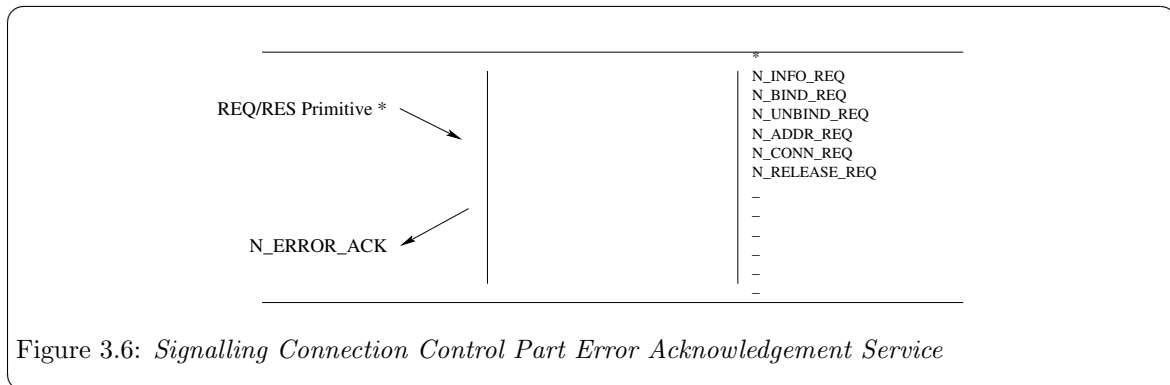 *
N_INFO_REQ
REQ/RES Primitive *
N_BIND_REQ
N_UNBIND_REQ
N_ADDR_REQ
N_CONN_REQ
N_RELEASE_REQ
_
_
_
N_ERROR_ACK
_
_
_
Figure 3.6: Signalling Connection Control Part Error Acknowledgement Service